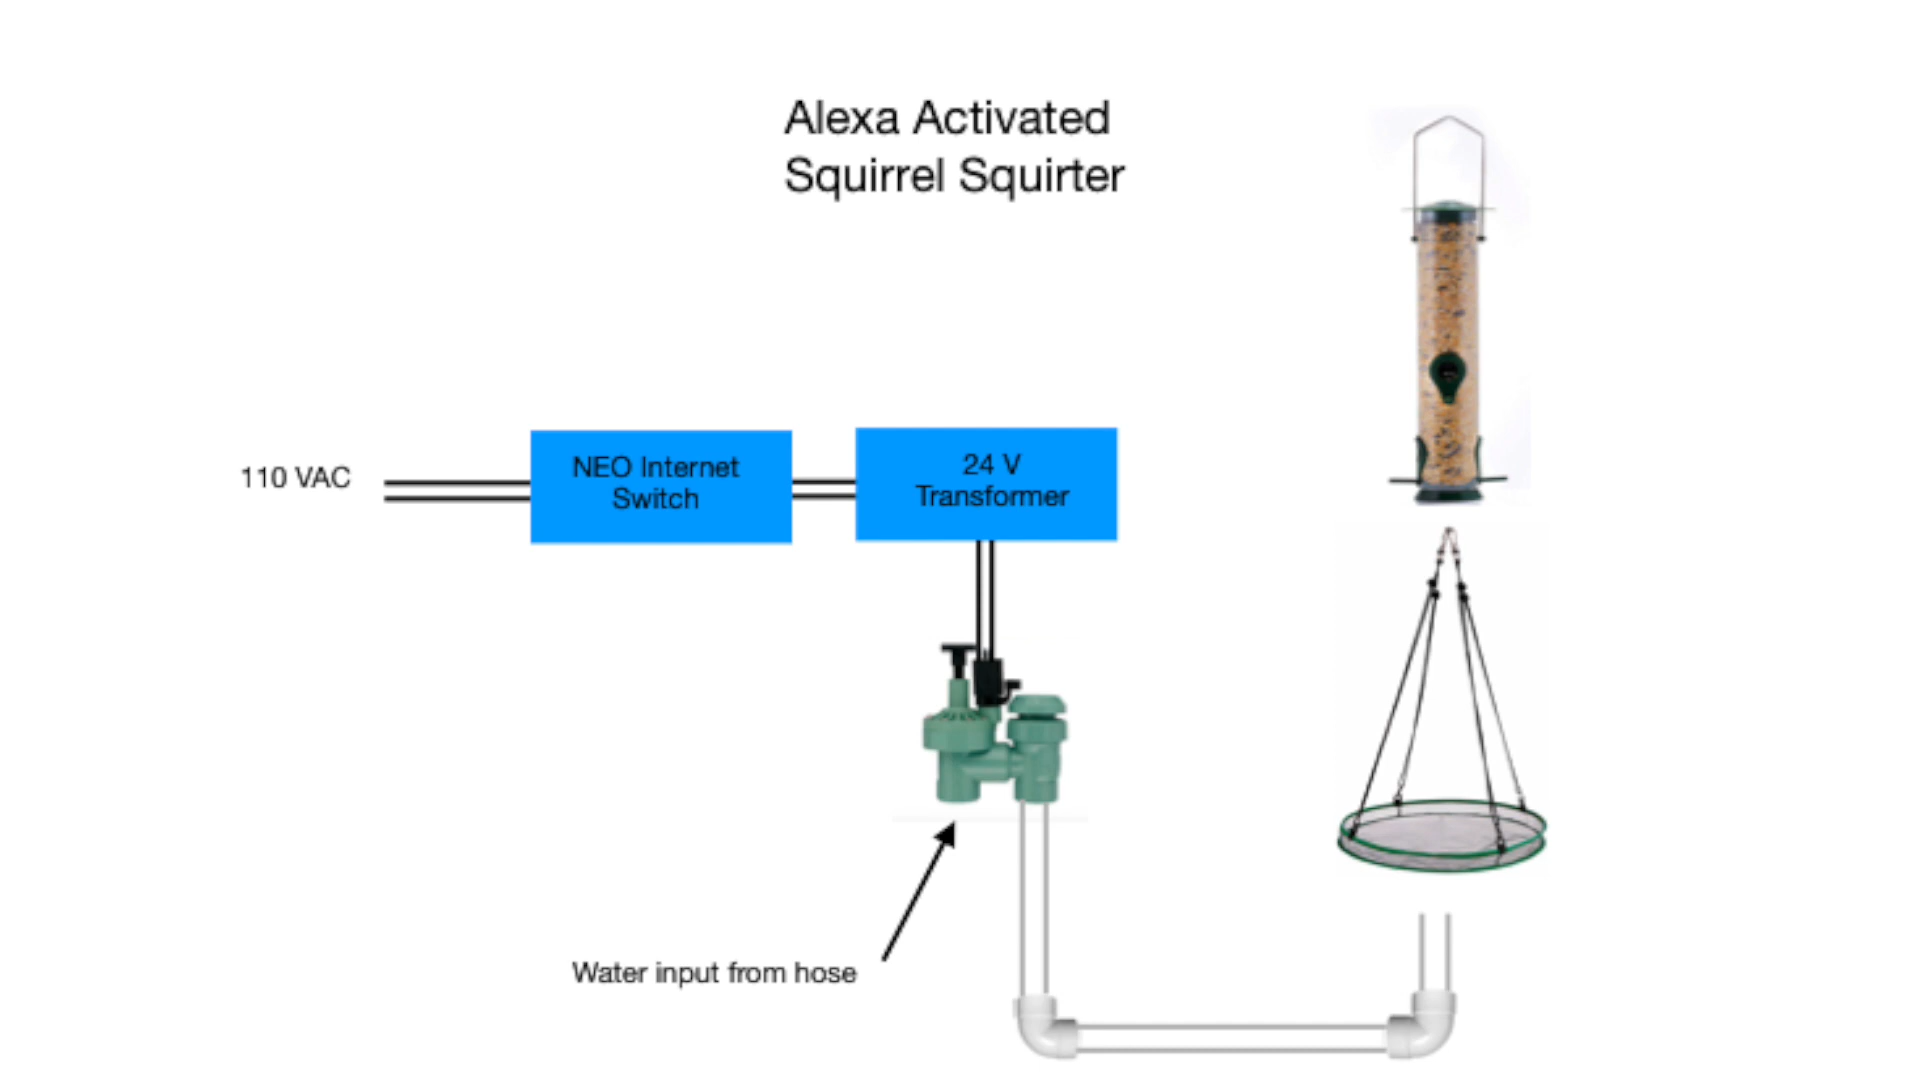 Alexa Activated
Squirrel Squirter
110 VAC
NEO Internet
Switch
24 V
Transformer
Water input from hose